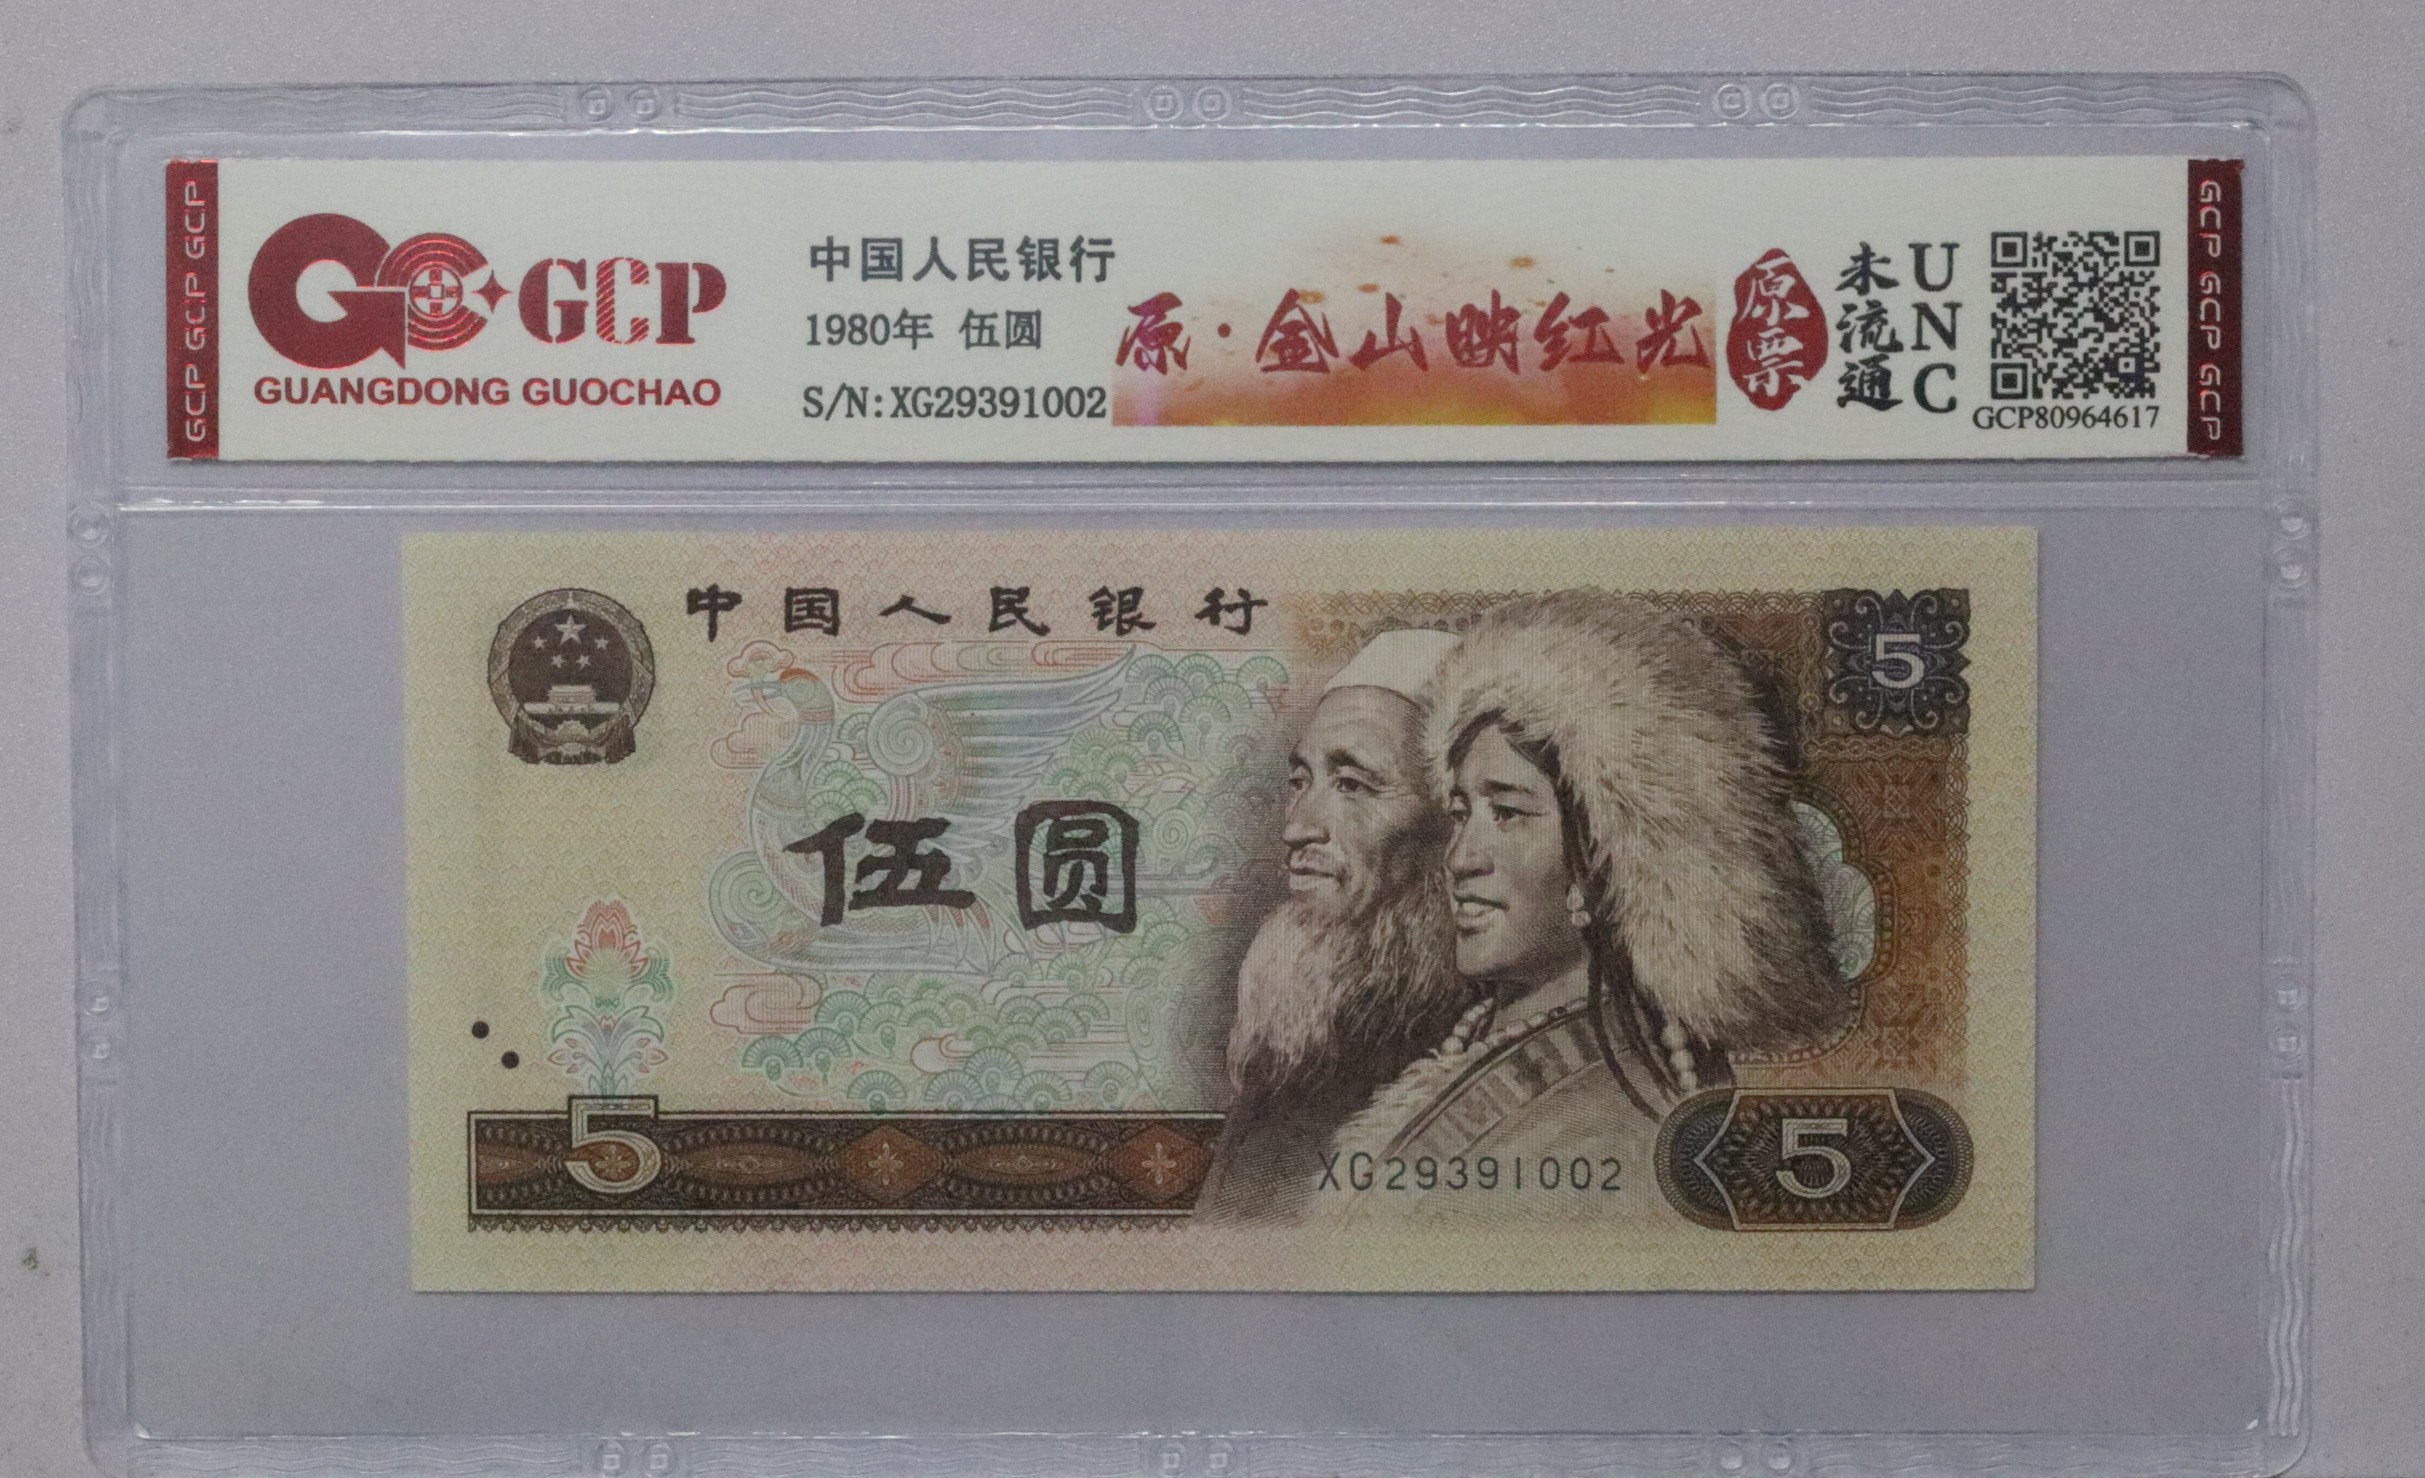 GCP GCP GCP
GCP
GUANGDONG GUOCHAO
中国人民银行
1980年 伍圆
S/N:XG29391002
原·金山映红光
原票
未流通
UNC
GCP80964617
GCP GCP GCP GCP
中国人民银行
5
伍圆
5
XG29391002
5